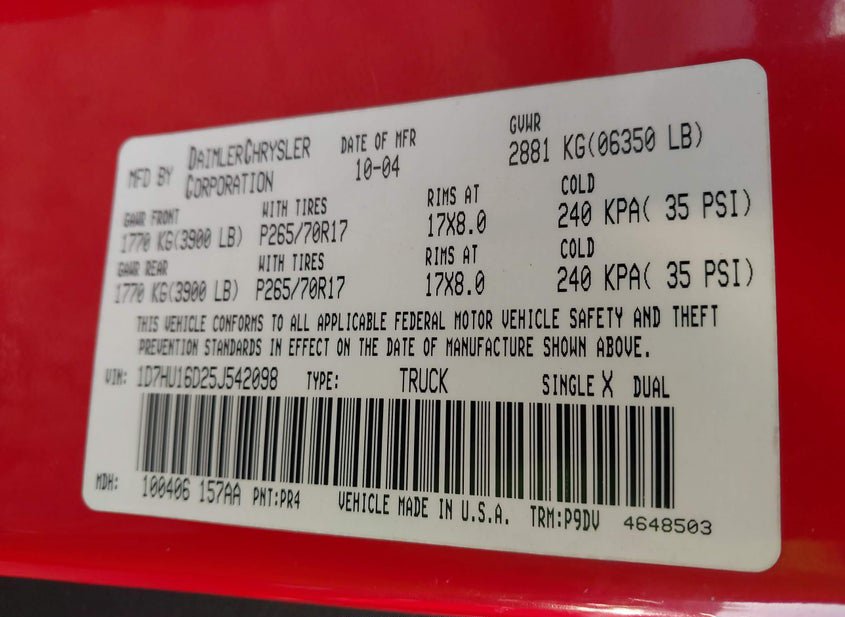 MFD BY DAIMLERCHRYSLER CORPORATION DATE OF MFR 10-04 GVWR 2881 KG(06350 LB)
GAWR FRONT WITH TIRES RIMS AT COLD
1770 KG(3900 LB) P265/70R17 17X8.0 240 KPA( 35 PSI)
GAWR REAR WITH TIRES RIMS AT COLD
1770 KG(3900 LB) P265/70R17 17X8.0 240 KPA( 35 PSI)
THIS VEHICLE CONFORMS TO ALL APPLICABLE FEDERAL MOTOR VEHICLE SAFETY AND THEFT
PREVENTION STANDARDS IN EFFECT ON THE DATE OF MANUFACTURE SHOWN ABOVE.
VIN: 1D7HU16D25J542098 TYPE: TRUCK SINGLE X DUAL
MDH: 100406 157AA PNT:PR4 VEHICLE MADE IN U.S.A. TRM:P9DV 4648503